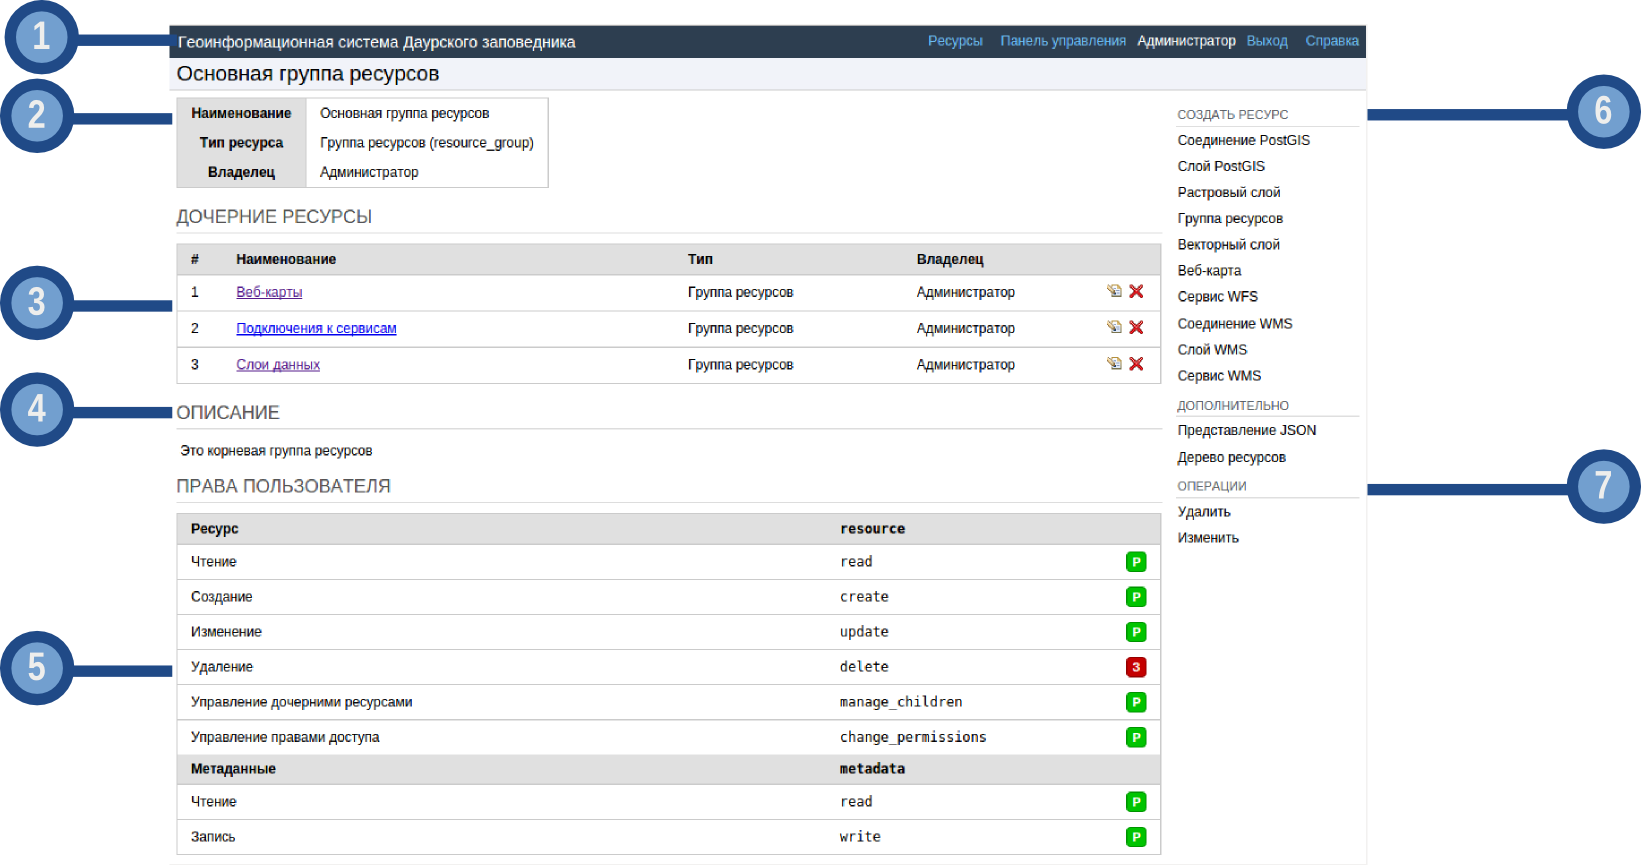 1
Геоинформационная система Даурского заповедника
Ресурсы Панель управления Администратор Выход Справка
Основная группа ресурсов
2
Наименование Основная группа ресурсов
Тип ресурса Группа ресурсов (resource_group)
Владелец Администратор
ДОЧЕРНИЕ РЕСУРСЫ
# Наименование Тип Владелец
3
1 Веб-карты Группа ресурсов Администратор
2 Подключения к сервисам Группа ресурсов Администратор
3 Слои данных Группа ресурсов Администратор
4
ОПИСАНИЕ
Это корневая группа ресурсов
ПРАВА ПОЛЬЗОВАТЕЛЯ
5
Ресурс resource
Чтение read Р
Создание create Р
Изменение update Р
Удаление delete З
Управление дочерними ресурсами manage_children Р
Управление правами доступа change_permissions Р
Метаданные metadata
Чтение read Р
Запись write Р
6
СОЗДАТЬ РЕСУРС
Соединение PostGIS
Слой PostGIS
Растровый слой
Группа ресурсов
Векторный слой
Веб-карта
Сервис WFS
Соединение WMS
Слой WMS
Сервис WMS
ДОПОЛНИТЕЛЬНО
Представление JSON
Дерево ресурсов
7
ОПЕРАЦИИ
Удалить
Изменить